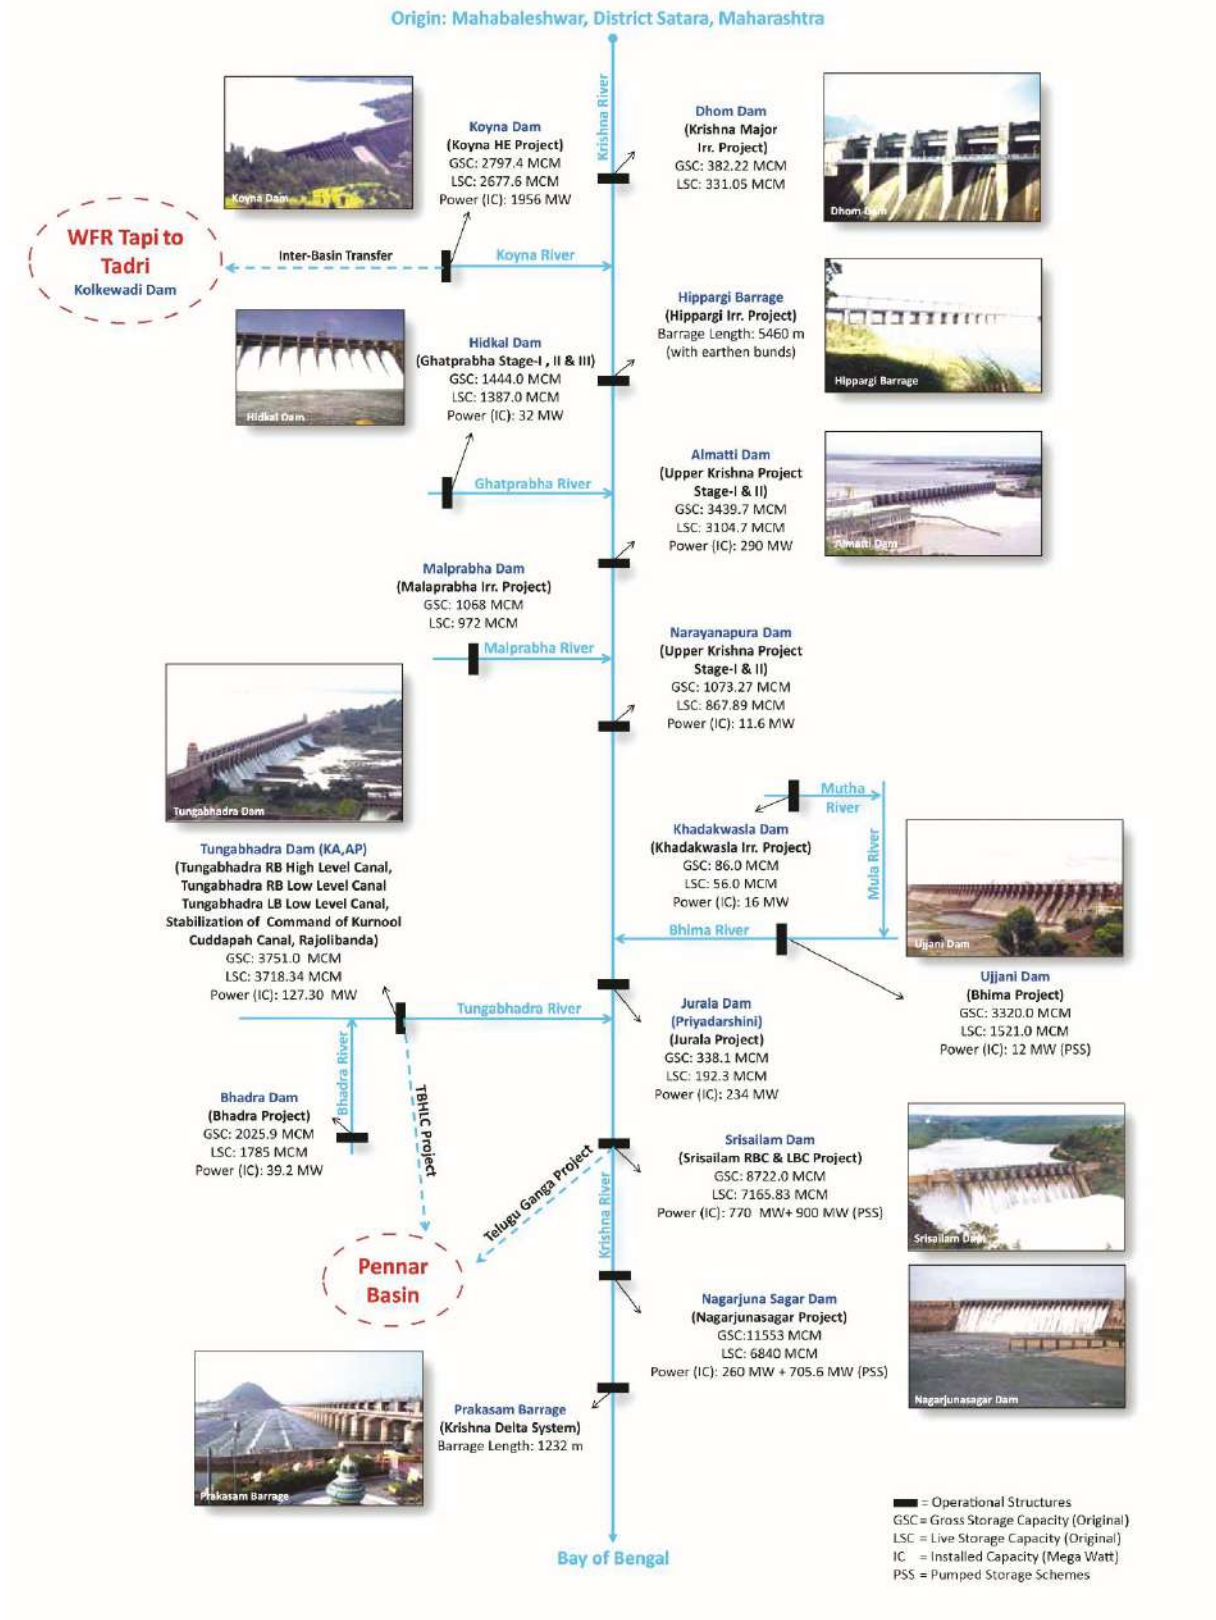 Origin: Mahabaleshwar, District Satara, Maharashtra
Krishna River
Koyna Dam
Koyna Dam
(Koyna HE Project)
GSC: 2797.4 MCM
LSC: 2677.6 MCM
Power (IC): 1956 MW
Dhom Dam
(Krishna Major
Irr. Project)
GSC: 382.22 MCM
LSC: 331.05 MCM
Dhom Dam
WFR Tapi to
Tadri
Kolkewadi Dam
Inter-Basin Transfer
Koyna River
Hippargi Barrage
(Hippargi Irr. Project)
Barrage Length: 5460 m
(with earthen bunds)
Hippargi Barrage
Hidkal Dam
Hidkal Dam
(Ghatprabha Stage-I , II & III)
GSC: 1444.0 MCM
LSC: 1387.0 MCM
Power (IC): 32 MW
Ghatprabha River
Almatti Dam
(Upper Krishna Project
Stage-I & II)
GSC: 3439.7 MCM
LSC: 3104.7 MCM
Power (IC): 290 MW
Almatti Dam
Malprabha Dam
(Malaprabha Irr. Project)
GSC: 1068 MCM
LSC: 972 MCM
Malprabha River
Narayanapura Dam
(Upper Krishna Project
Stage-I & II)
GSC: 1073.27 MCM
LSC: 867.89 MCM
Power (IC): 11.6 MW
Tungabhadra Dam
Tungabhadra Dam (KA,AP)
(Tungabhadra RB High Level Canal,
Tungabhadra RB Low Level Canal
Tungabhadra LB Low Level Canal,
Stabilization of Command of Kurnool
Cuddapah Canal, Rajolibanda)
GSC: 3751.0 MCM
LSC: 3718.34 MCM
Power (IC): 127.30 MW
Mutha
River
Khadakwasla Dam
(Khadakwasla Irr. Project)
GSC: 86.0 MCM
LSC: 56.0 MCM
Power (IC): 16 MW
Mula River
Bhima River
Ujjani Dam
Ujjani Dam
(Bhima Project)
GSC: 3320.0 MCM
LSC: 1521.0 MCM
Power (IC): 12 MW (PSS)
Tungabhadra River
Jurala Dam
(Priyadarshini)
(Jurala Project)
GSC: 338.1 MCM
LSC: 192.3 MCM
Power (IC): 234 MW
Bhadra River
Bhadra Dam
(Bhadra Project)
GSC: 2025.9 MCM
LSC: 1785 MCM
Power (IC): 39.2 MW
TBHLC Project
Telugu Ganga Project
Krishna River
Srisailam Dam
(Srisailam RBC & LBC Project)
GSC: 8722.0 MCM
LSC: 7165.83 MCM
Power (IC): 770 MW+ 900 MW (PSS)
Srisailam Dam
Pennar
Basin
Nagarjuna Sagar Dam
(Nagarjunasagar Project)
GSC:11553 MCM
LSC: 6840 MCM
Power (IC): 260 MW + 705.6 MW (PSS)
Nagarjunasagar Dam
Prakasam Barrage
Prakasam Barrage
(Krishna Delta System)
Barrage Length: 1232 m
Bay of Bengal
= Operational Structures
GSC = Gross Storage Capacity (Original)
LSC = Live Storage Capacity (Original)
IC = Installed Capacity (Mega Watt)
PSS = Pumped Storage Schemes